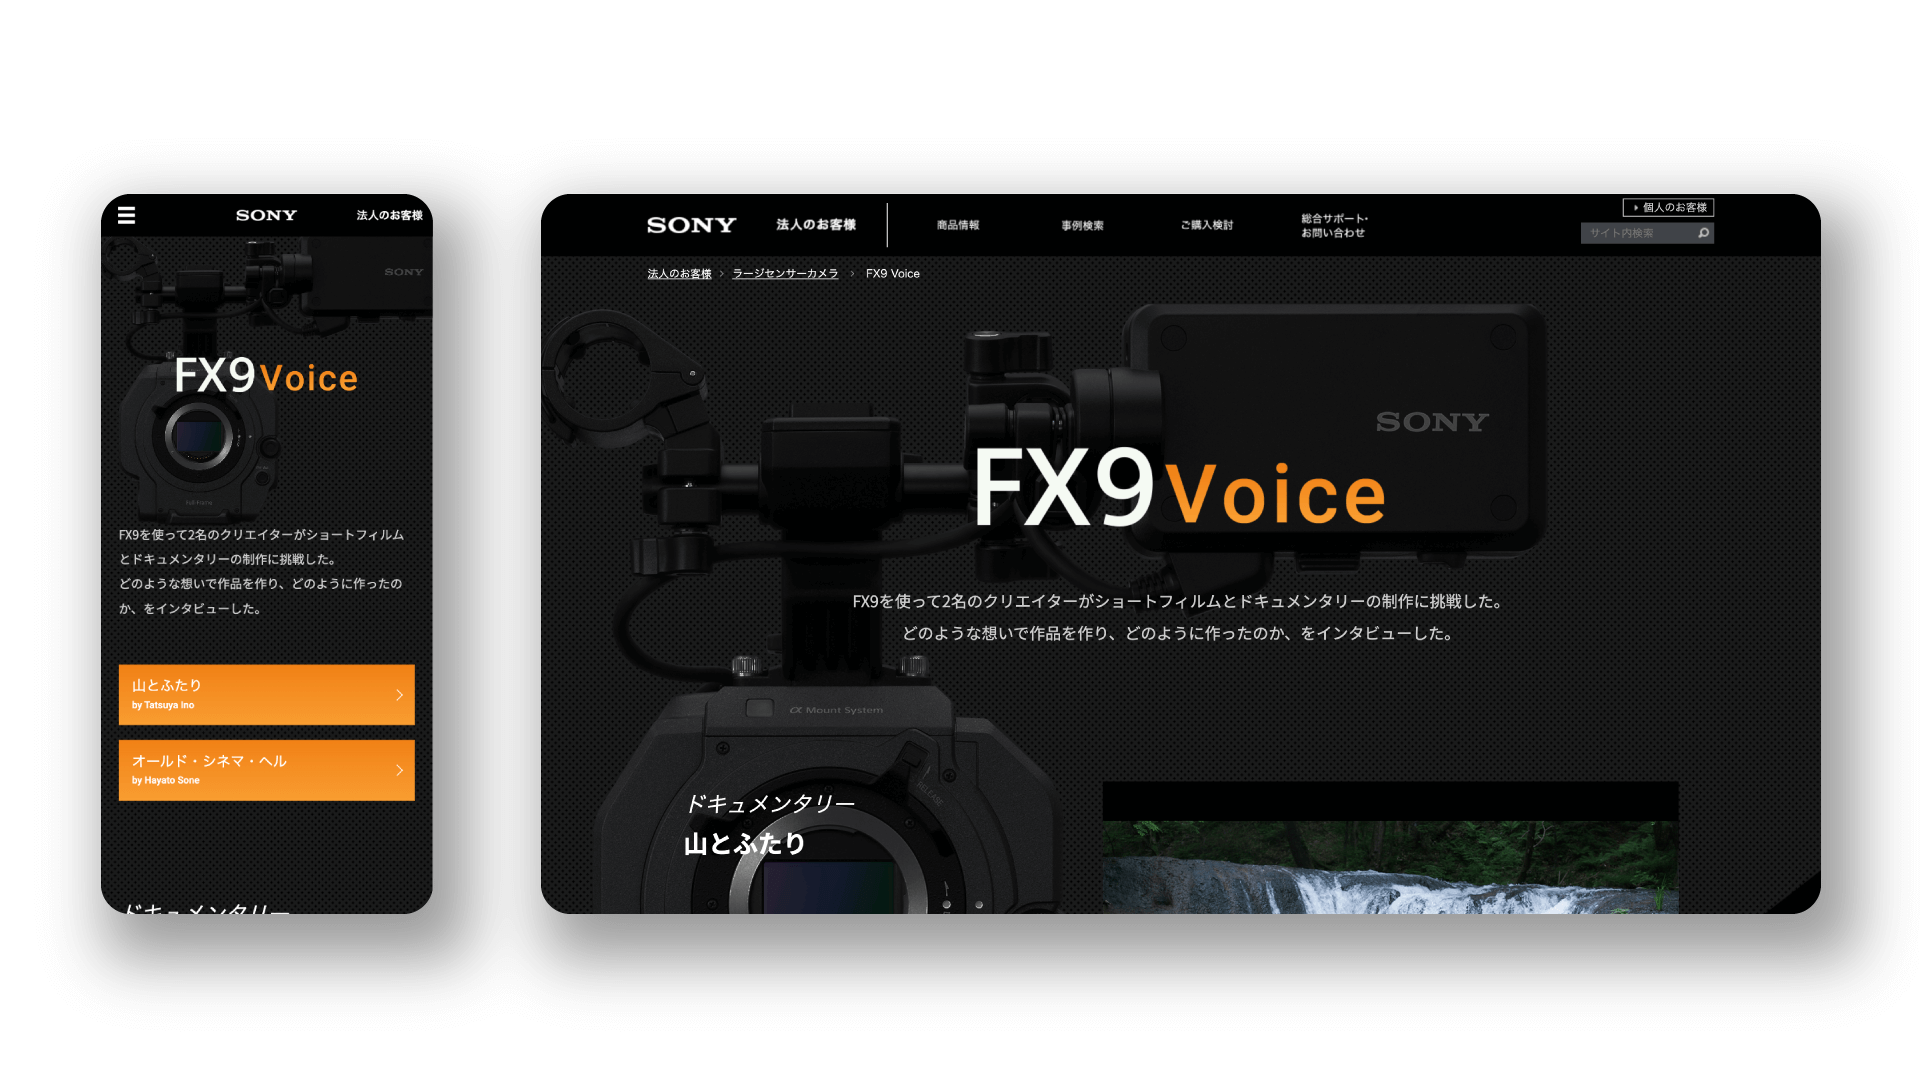 SONY
法人のお客様
SONY
FX9 Voice
FX9を使って2名のクリエイターがショートフィルム
とドキュメンタリーの制作に挑戦した。
どのような想いで作品を作り、どのように作ったの
か、をインタビューした。
山とふたり
by Tatsuya Ino
オールド・シネマ・ヘル
by Hayato Sone
ドキュメンタリー
SONY
法人のお客様
商品情報
事例検索
ご購入検討
総合サポート・
お問い合わせ
個人のお客様
サイト内検索
法人のお客様 > ラージセンサーカメラ > FX9 Voice
SONY
FX9 Voice
FX9を使って2名のクリエイターがショートフィルムとドキュメンタリーの制作に挑戦した。
どのような想いで作品を作り、どのように作ったのか、をインタビューした。
α Mount System
RELEASE
ドキュメンタリー
山とふたり